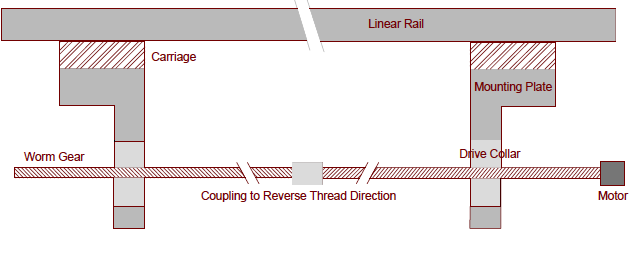 Linear Rail
Carriage
Mounting Plate
Worm Gear
Drive Collar
Coupling to Reverse Thread Direction
Motor